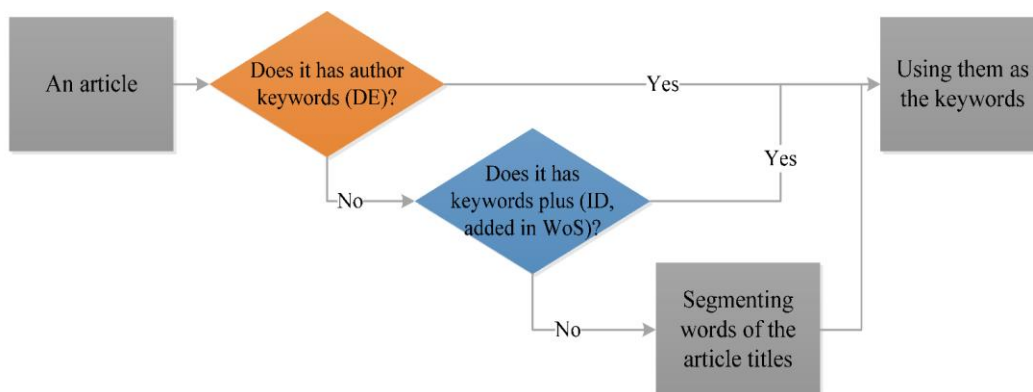 An article
Does it has author
keywords (DE)?
Yes
Using them as
the keywords
No
Does it has
keywords plus (ID,
added in WoS)?
Yes
No
Segmenting
words of the
article titles